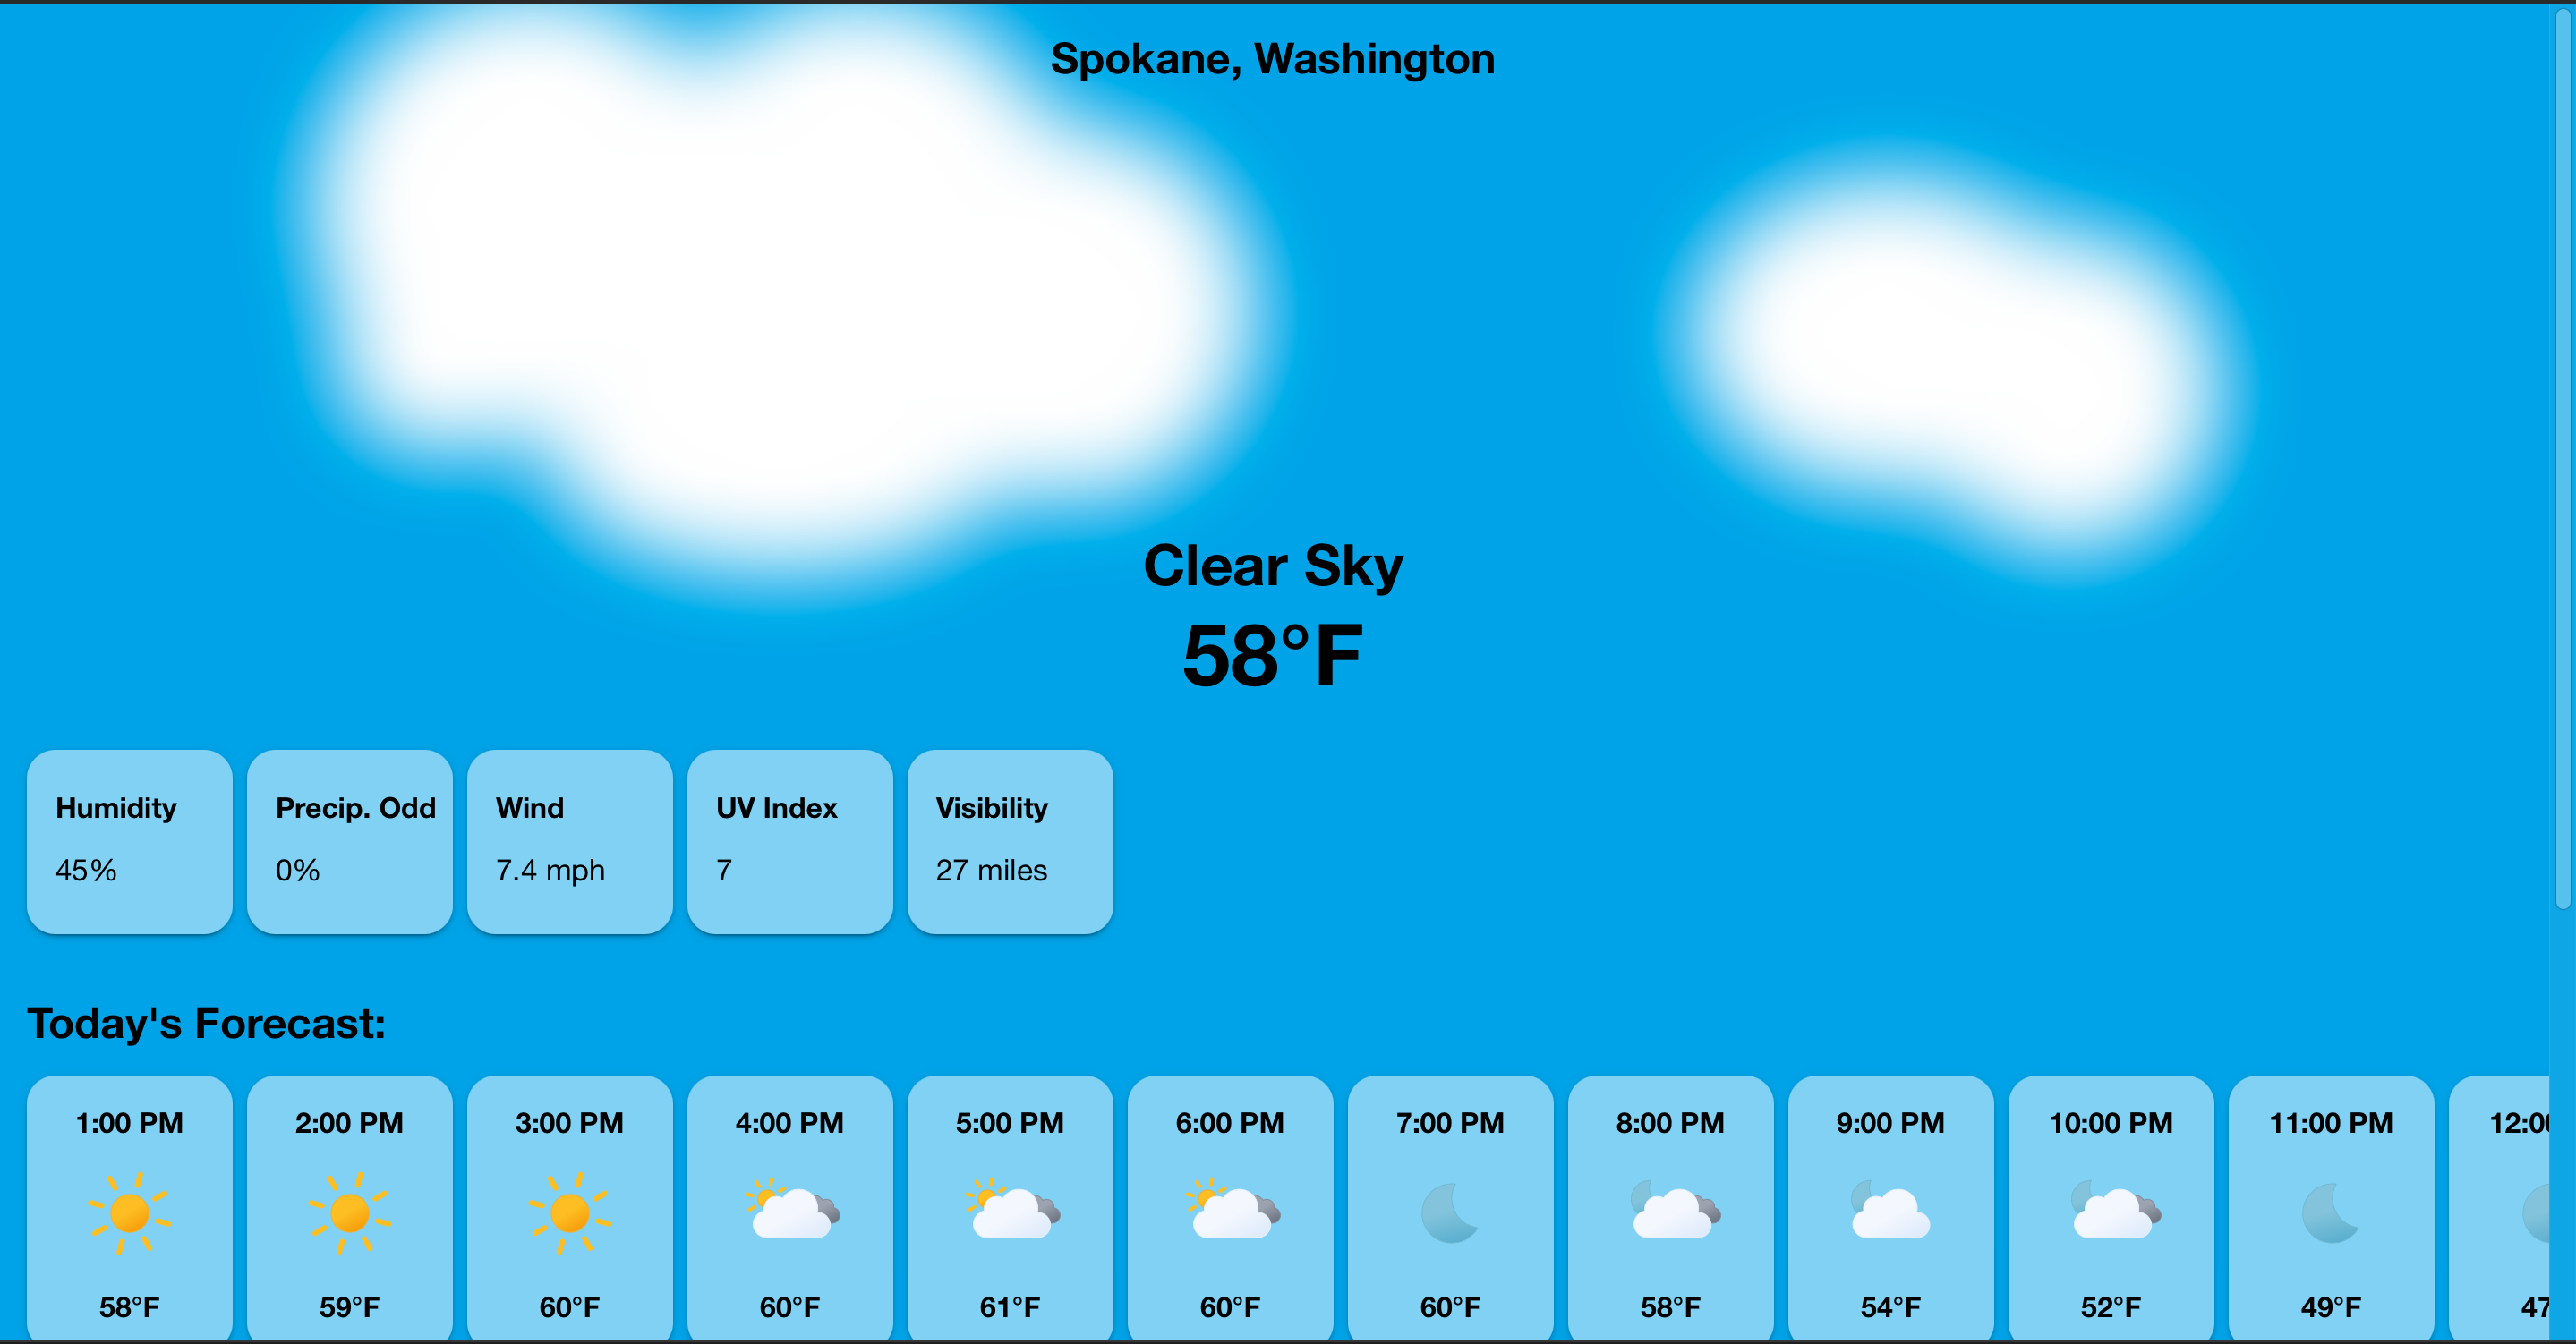 Spokane, Washington
Clear Sky
58°F
Humidity Precip. Odd Wind UV Index Visibility
45% 0% 7.4 mph 7 27 miles
Today's Forecast:
1:00 PM 2:00 PM 3:00 PM 4:00 PM 5:00 PM 6:00 PM 7:00 PM 8:00 PM 9:00 PM 10:00 PM 11:00 PM 12:00
58°F 59°F 60°F 60°F 61°F 60°F 60°F 58°F 54°F 52°F 49°F 47